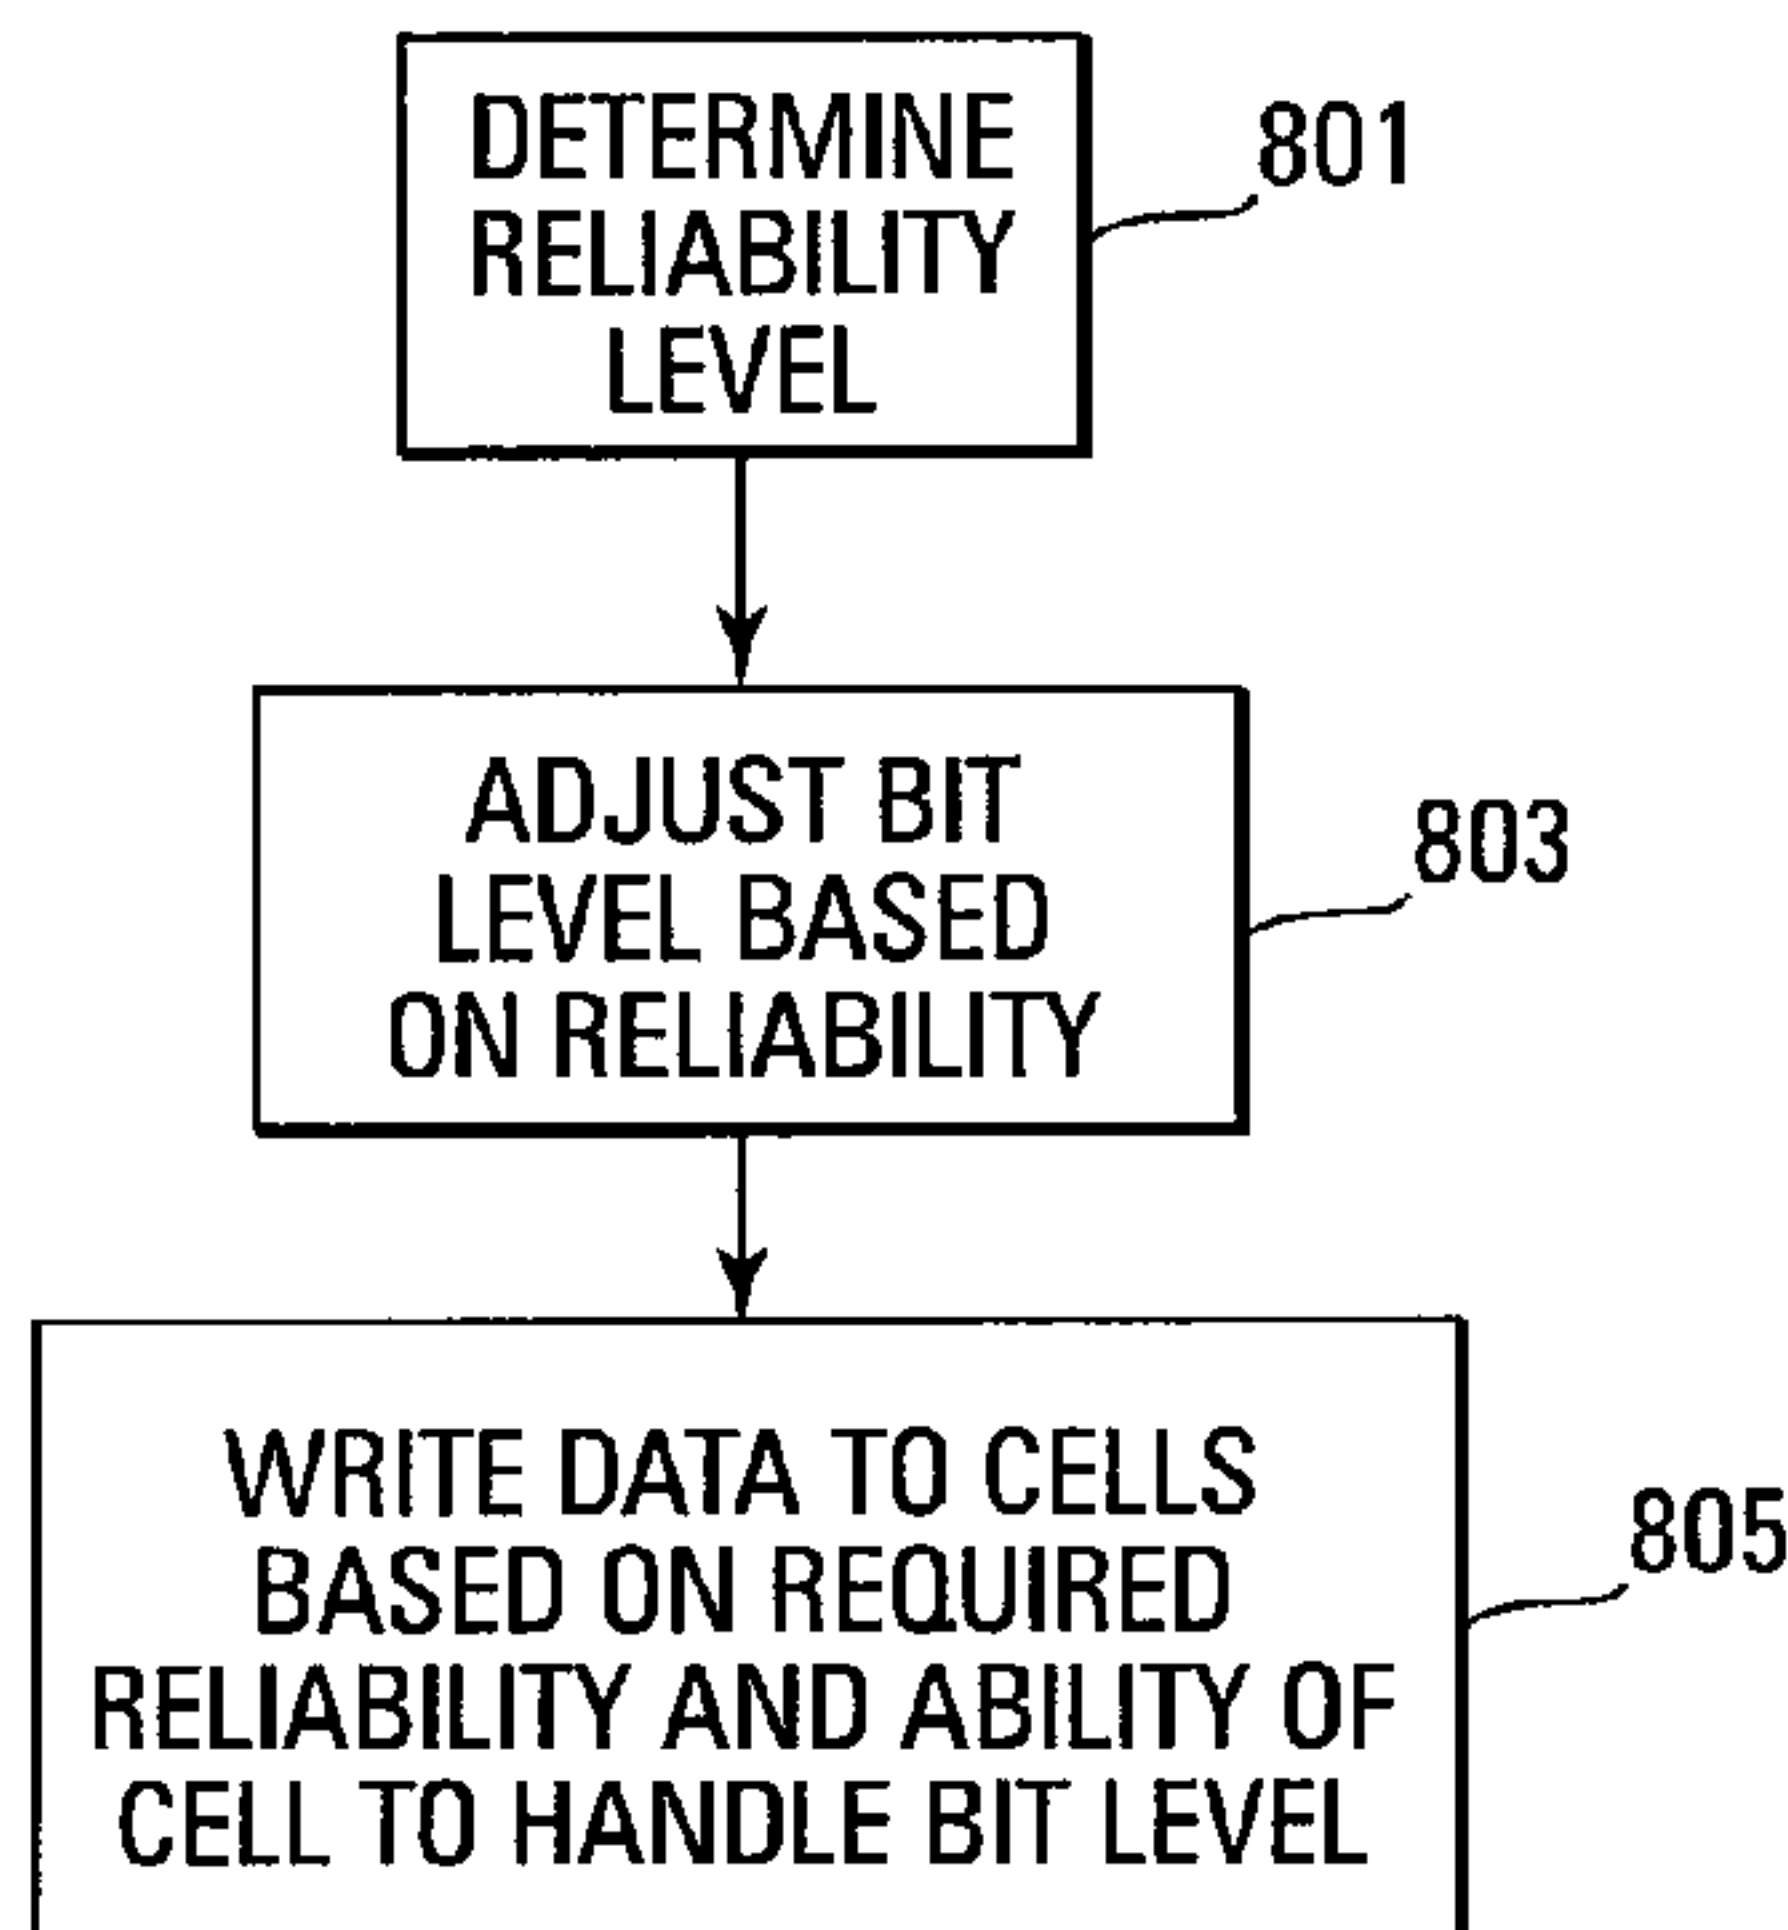 DETERMINE
RELIABILITY
LEVEL
801
ADJUST BIT
LEVEL BASED
ON RELIABILITY
803
WRITE DATA TO CELLS
BASED ON REQUIRED
RELIABILITY AND ABILITY OF
CELL TO HANDLE BIT LEVEL
805